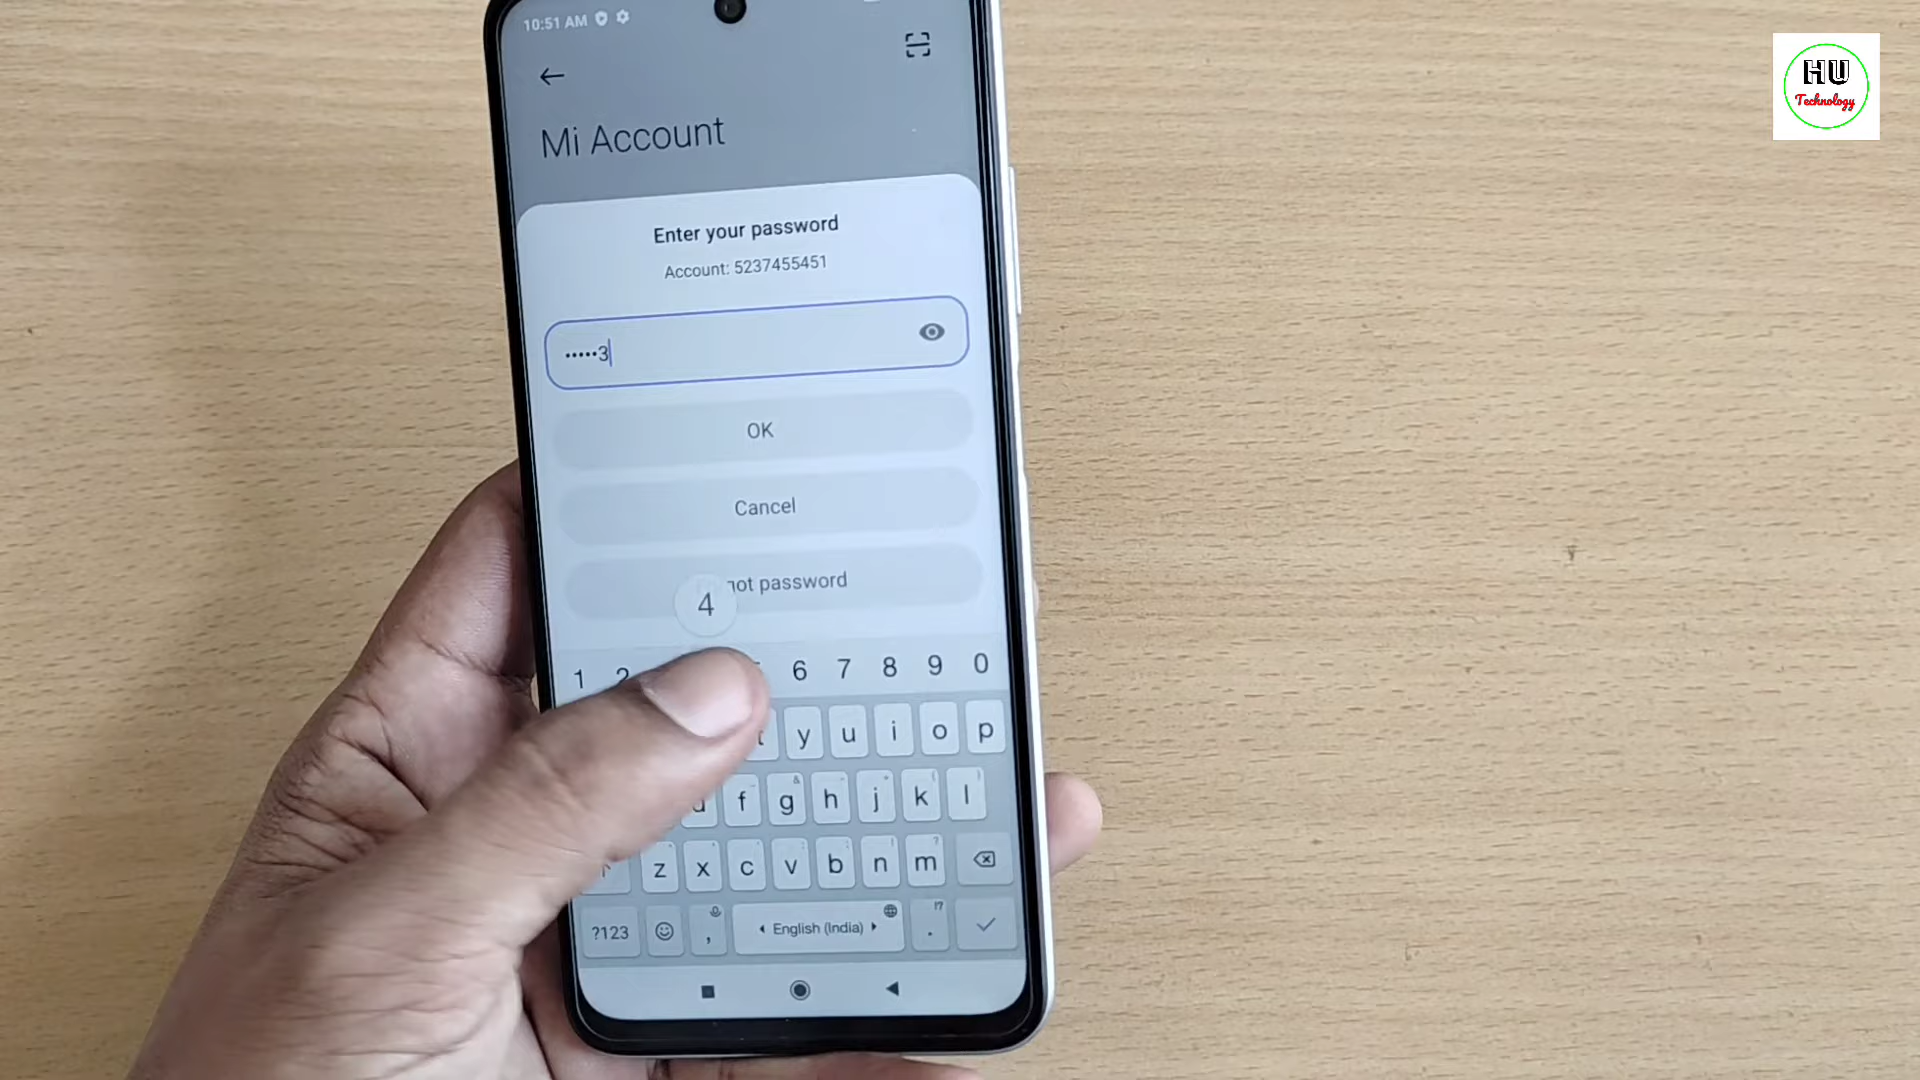 10:51 AM
HU
Technology
Mi Account
Enter your password
Account: 5237455451
•••••3
OK
Cancel
password
4
1 2 6 7 8 9 0
y u i o p
f g h j k l
z x c v b n m
?123 , English (India) . !?